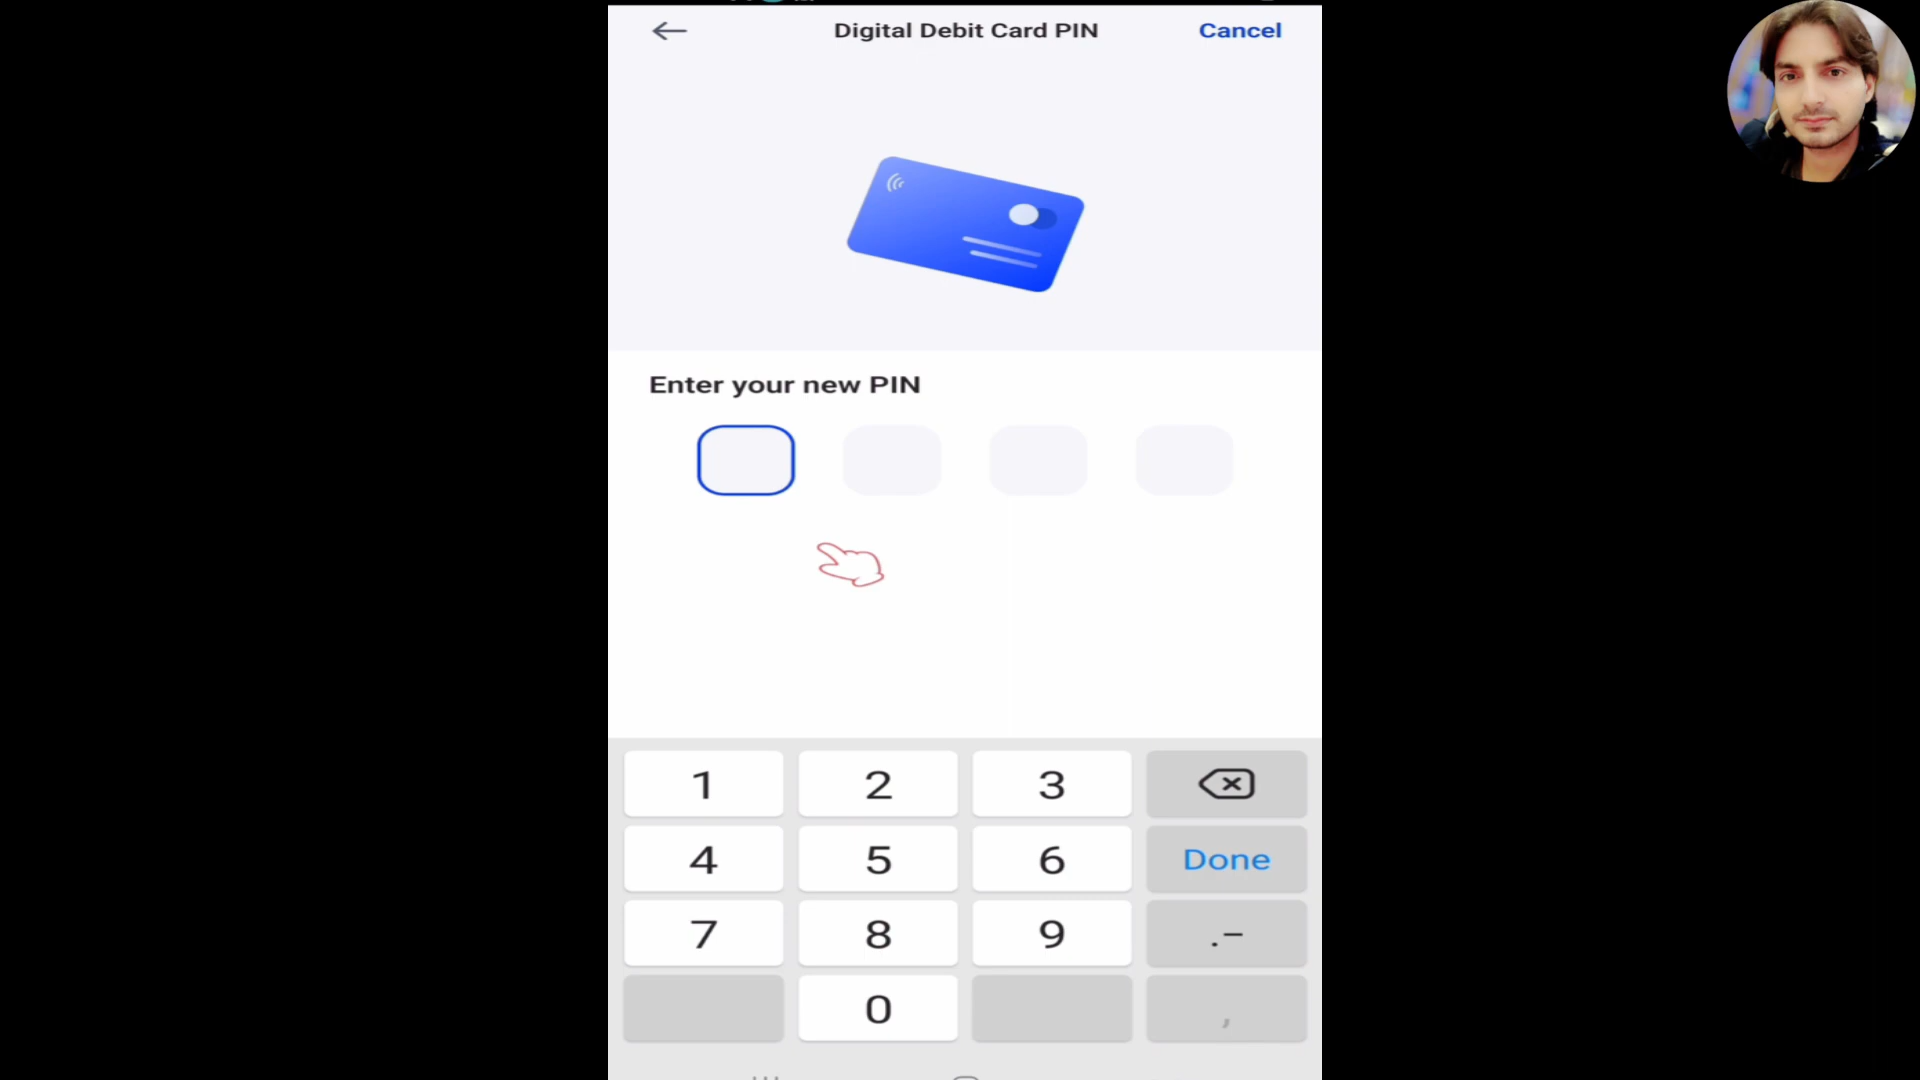 Digital Debit Card PIN Cancel
Enter your new PIN
1 2 3
4 5 6 Done
7 8 9 .-
0 ,